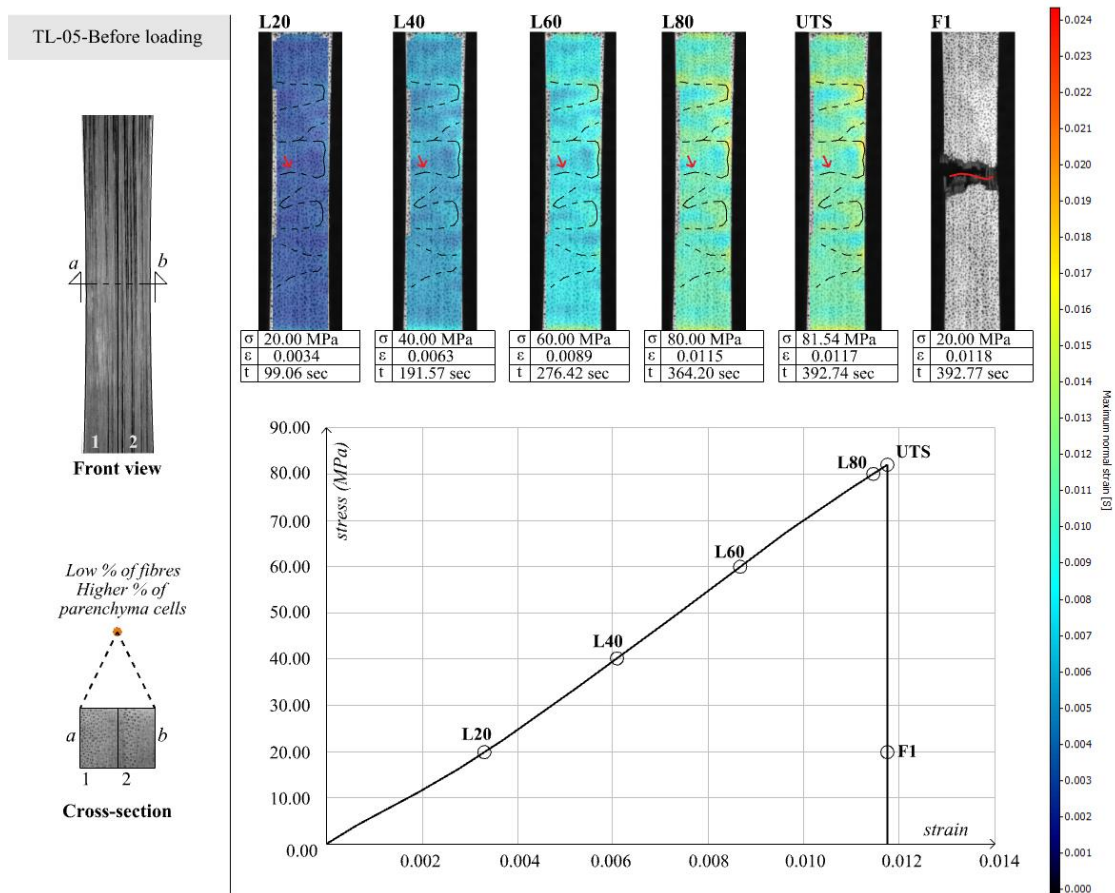 TL-05-Before loading
a
b
1 2
Front view
Low % of fibres
Higher % of
parenchyma cells
a
b
1 2
Cross-section
L20
σ 20.00 MPa
ε 0.0034
t 99.06 sec
L40
σ 40.00 MPa
ε 0.0063
t 191.57 sec
L60
σ 60.00 MPa
ε 0.0089
t 276.42 sec
L80
σ 80.00 MPa
ε 0.0115
t 364.20 sec
UTS
σ 81.54 MPa
ε 0.0117
t 392.74 sec
F1
σ 20.00 MPa
ε 0.0118
t 392.77 sec
90.00
80.00
70.00
60.00
50.00
40.00
30.00
20.00
10.00
0.00
stress (MPa)
L20
L40
L60
L80
UTS
F1
strain
0.002 0.004 0.006 0.008 0.010 0.012 0.014
0.024
0.023
0.022
0.021
0.020
0.019
0.018
0.017
0.016
0.015
0.014
0.013
0.012
0.011
0.010
0.009
0.008
0.007
0.006
0.005
0.004
0.003
0.002
0.001
0.000
Maximum normal strain [S]